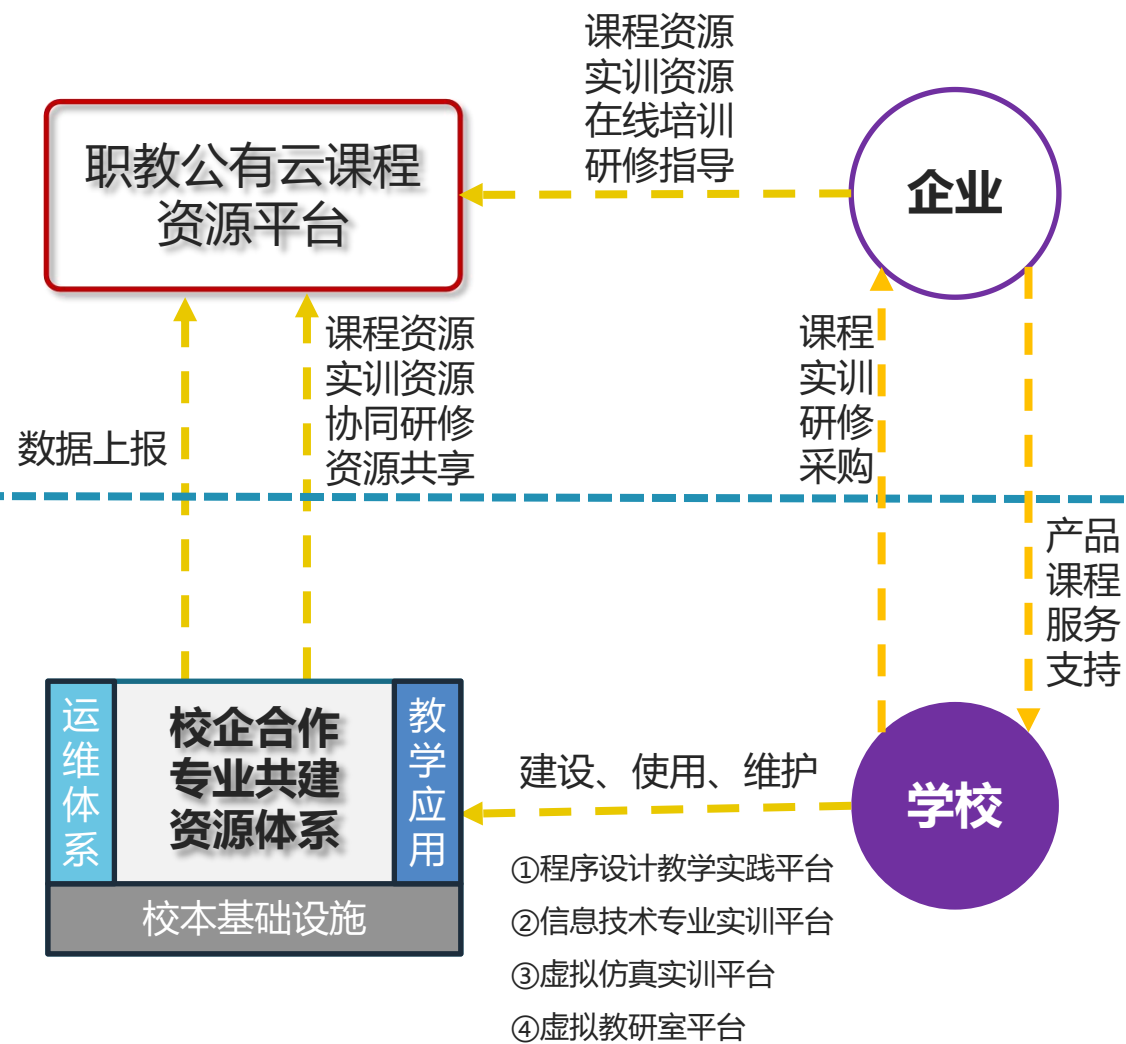 课程资源
实训资源
在线培训
研修指导
职教公有云课程
资源平台
企业
课程资源
实训资源
协同研修
资源共享
数据上报
课程
实训
研修
采购
产品
课程
服务
支持
运维体系
校企合作
专业共建
资源体系
教学应用
校本基础设施
建设、使用、维护
学校
①程序设计教学实践平台
②信息技术专业实训平台
③虚拟仿真实训平台
④虚拟教研室平台